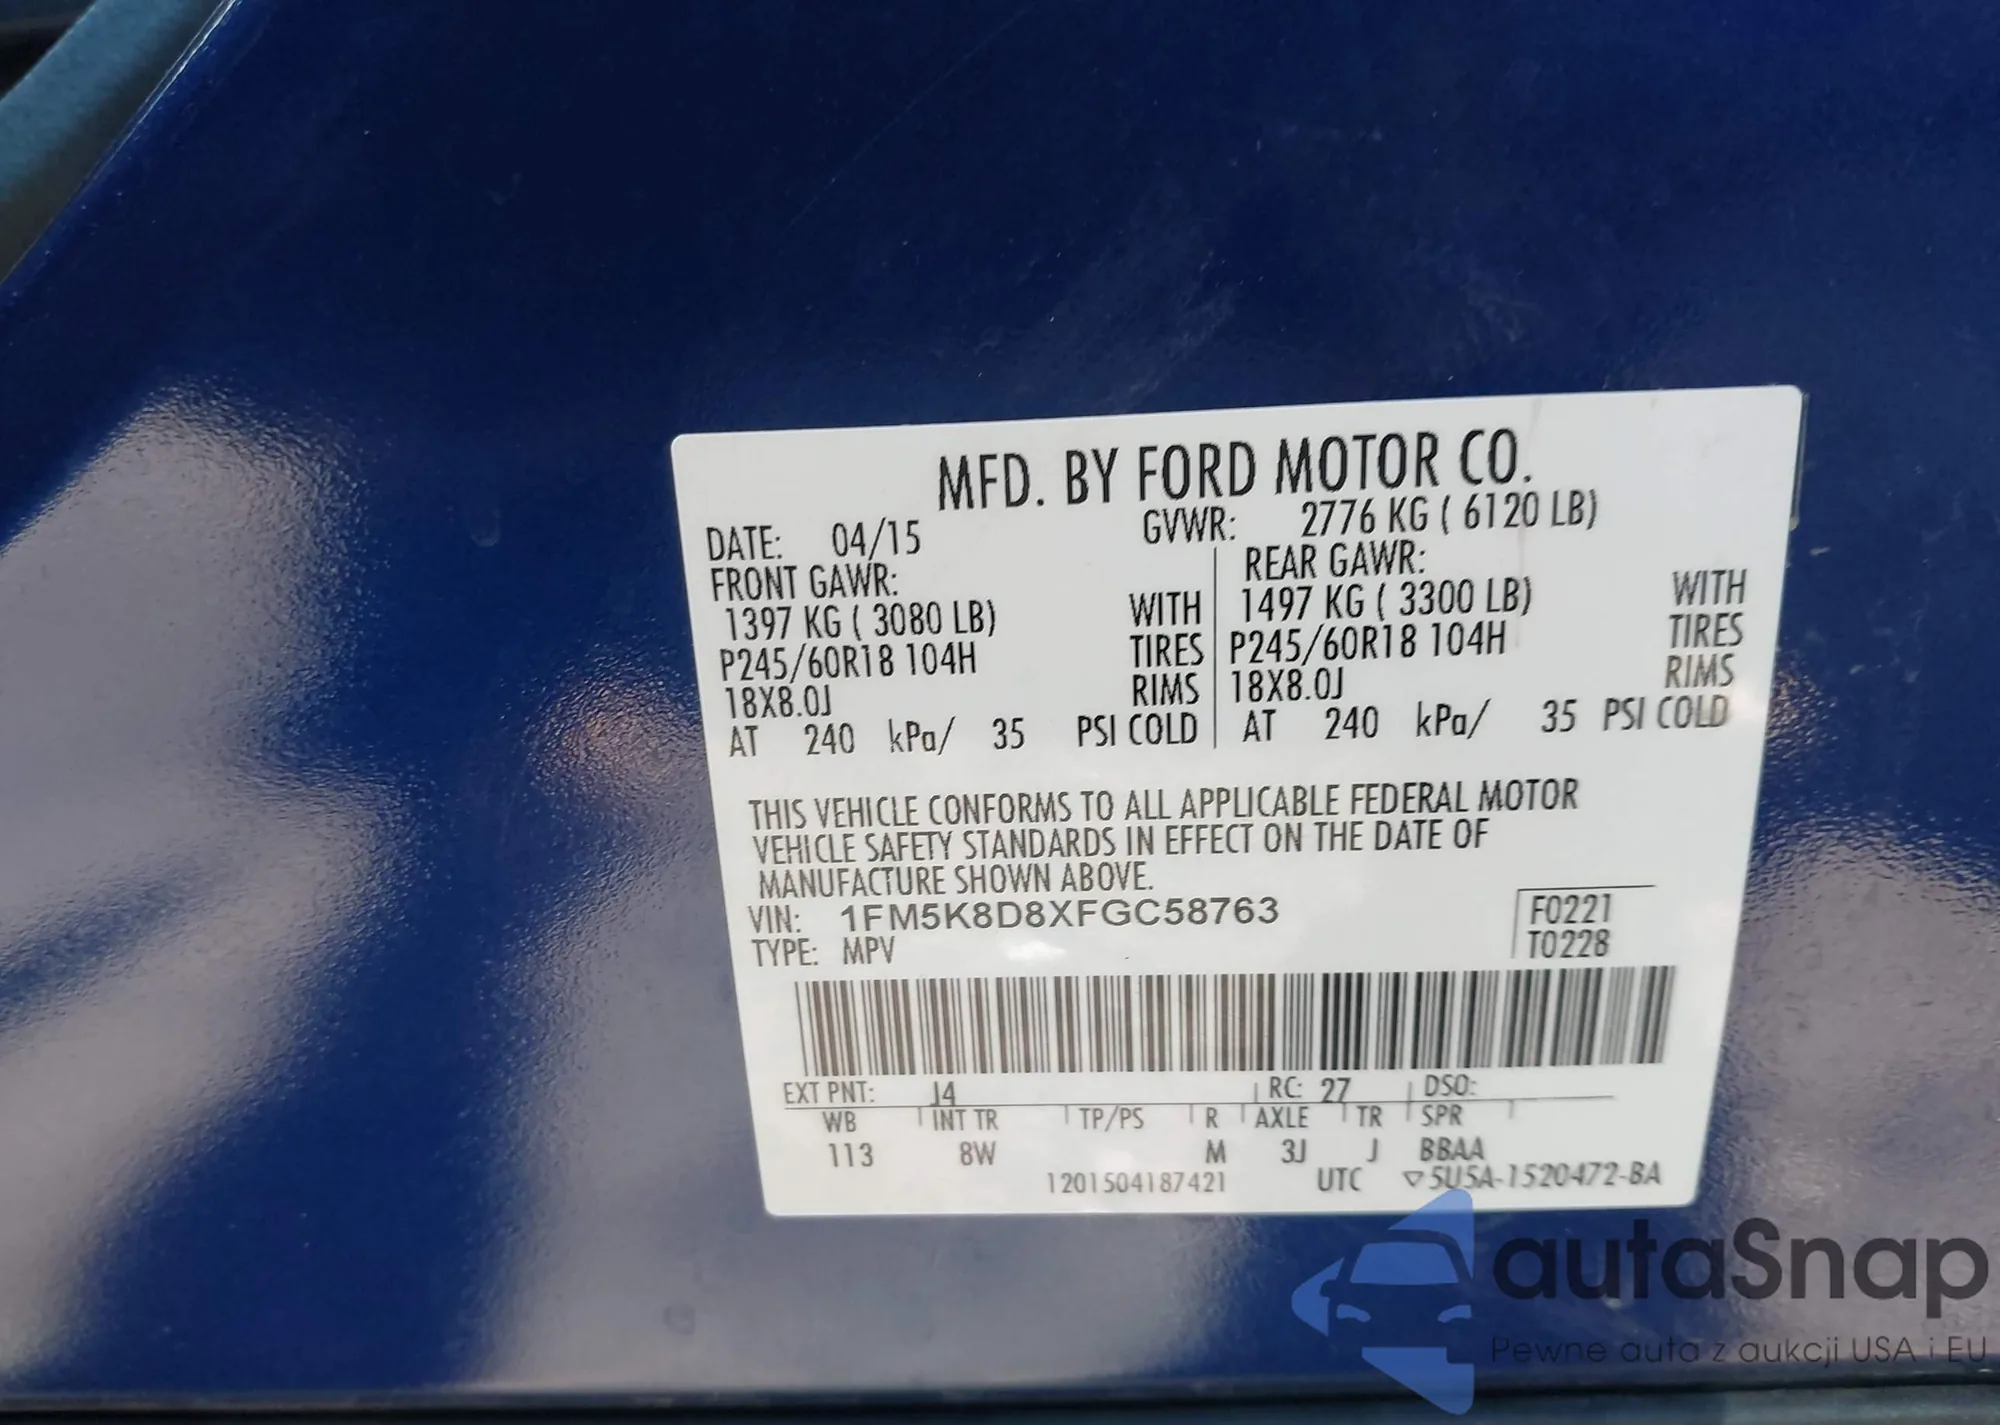 MFD. BY FORD MOTOR CO.
DATE: 04/15 GVWR: 2776 KG ( 6120 LB)
FRONT GAWR: REAR GAWR:
1397 KG ( 3080 LB) WITH 1497 KG ( 3300 LB) WITH
P245/60R18 104H TIRES P245/60R18 104H TIRES
18X8.0J RIMS 18X8.0J RIMS
AT 240 kPa/ 35 PSI COLD AT 240 kPa/ 35 PSI COLD
THIS VEHICLE CONFORMS TO ALL APPLICABLE FEDERAL MOTOR
VEHICLE SAFETY STANDARDS IN EFFECT ON THE DATE OF
MANUFACTURE SHOWN ABOVE.
VIN: 1FM5K8D8XFGC58763 F0221
TYPE: MPV T0228
EXT PNT: J4 RC: 27 DSO:
WB INT TR TP/PS R AXLE TR SPR
113 8W M 3J J BBAA
1201504187421 UTC ▽5U5A-1520472-BA
autaSnap
Pewne auta z aukcji USA i EU